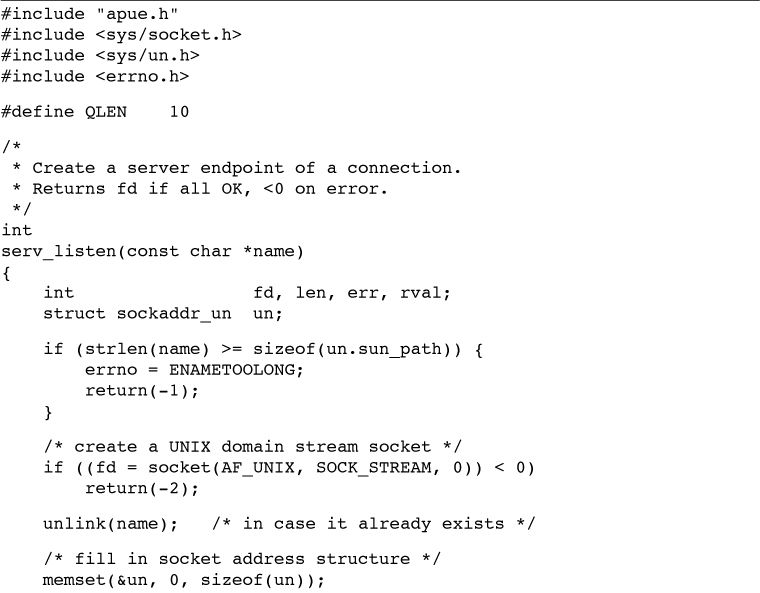 #include "apue.h"
#include <sys/socket.h>
#include <sys/un.h>
#include <errno.h>
#define QLEN    10
/*
 * Create a server endpoint of a connection.
 * Returns fd if all OK, <0 on error.
 */
int
serv_listen(const char *name)
{
    int                 fd, len, err, rval;
    struct sockaddr_un  un;
    if (strlen(name) >= sizeof(un.sun_path)) {
        errno = ENAMETOOLONG;
        return(-1);
    }
    /* create a UNIX domain stream socket */
    if ((fd = socket(AF_UNIX, SOCK_STREAM, 0)) < 0)
        return(-2);
    unlink(name);   /* in case it already exists */
    /* fill in socket address structure */
    memset(&un, 0, sizeof(un));